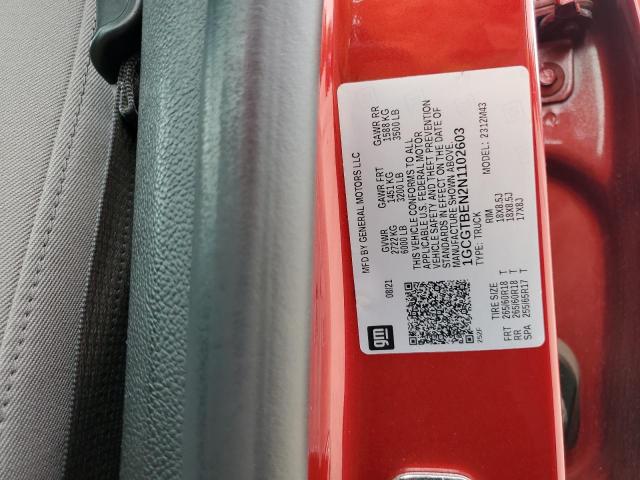 MFD BY GENERAL MOTORS LLC
08/21
GVWR GAWR FRT GAWR RR
2722 KG 1451 KG 1588 KG
6000 LB 3200 LB 3500 LB
THIS VEHICLE CONFORMS TO ALL
APPLICABLE U.S. FEDERAL MOTOR
VEHICLE SAFETY AND THEFT PREVENTION
STANDARDS IN EFFECT ON THE DATE OF
MANUFACTURE SHOWN ABOVE.
1GCGTBEN2N1102603
TYPE: TRUCK MODEL: 2312M43
gm
252F
TIRE SIZE RIM
FRT 265/60R18 T 18X8.5J
RR 265/60R18 T 18X8.5J
SPA 255/65R17 T 17X8J